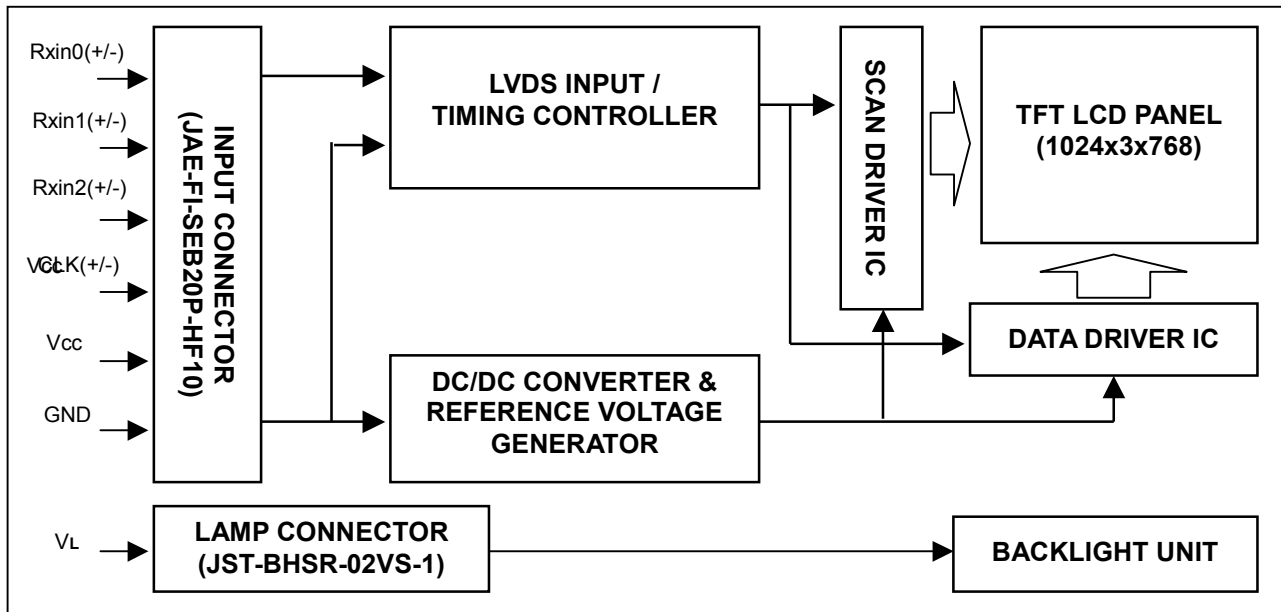 Rxin0(+/-)
Rxin1(+/-)
Rxin2(+/-)
Vcc
CLK(+/-)
Vcc
GND
VL
INPUT CONNECTOR
(JAE-FI-SEB20P-HF10)
LVDS INPUT /
TIMING CONTROLLER
DC/DC CONVERTER &
REFERENCE VOLTAGE
GENERATOR
SCAN DRIVER IC
TFT LCD PANEL
(1024x3x768)
DATA DRIVER IC
LAMP CONNECTOR
(JST-BHSR-02VS-1)
BACKLIGHT UNIT